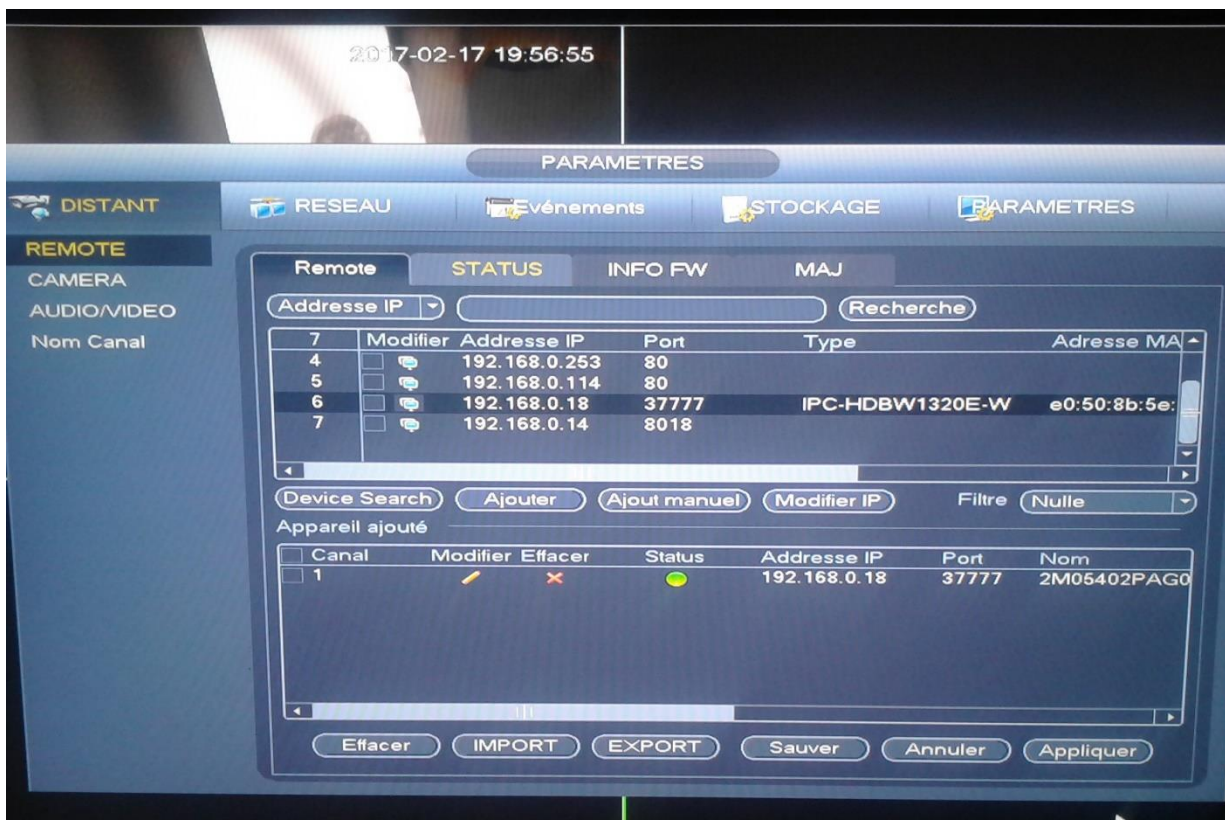 2017-02-17 19:56:55
PARAMETRES
DISTANT RESEAU Evénements STOCKAGE PARAMETRES
REMOTE
CAMERA
AUDIO/VIDEO
Nom Canal
Remote STATUS INFO FW MAJ
Addresse IP Recherche
7 Modifier Addresse IP Port Type Adresse MA
4 192.168.0.253 80
5 192.168.0.114 80
6 192.168.0.18 37777 IPC-HDBW1320E-W e0:50:8b:5e:
7 192.168.0.14 8018
Device Search Ajouter Ajout manuel Modifier IP Filtre Nulle
Appareil ajouté
Canal Modifier Effacer Status Addresse IP Port Nom
1 192.168.0.18 37777 2M05402PAG0
Effacer IMPORT EXPORT Sauver Annuler Appliquer